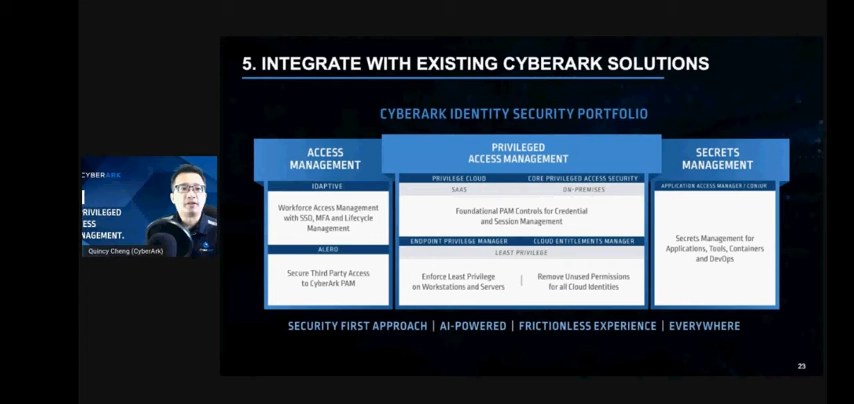 5. INTEGRATE WITH EXISTING CYBERARK SOLUTIONS
CYBERARK IDENTITY SECURITY PORTFOLIO
ACCESS
MANAGEMENT
IDAPTIVE
Workforce Access Management
with SSO, MFA and Lifecycle
Management
ALERO
Secure Third Party Access
to CyberArk PAM
PRIVILEGED
ACCESS MANAGEMENT
PRIVILEGE CLOUD
CORE PRIVILEGED ACCESS SECURITY
SAAS
ON-PREMISES
Foundational PAM Controls for Credential
and Session Management
ENDPOINT PRIVILEGE MANAGER
CLOUD ENTITLEMENTS MANAGER
LEAST PRIVILEGE
Enforce Least Privilege
on Workstations and Servers
Remove Unused Permissions
for all Cloud Identities
SECRETS
MANAGEMENT
APPLICATION ACCESS MANAGER / CONJUR
Secrets Management for
Applications, Tools, Containers
and DevOps
SECURITY FIRST APPROACH | AI-POWERED | FRICTIONLESS EXPERIENCE | EVERYWHERE
23
CYBERARK
PRIVILEGED
ESS
NAGEMENT.
Quincy Cheng (CyberArk)